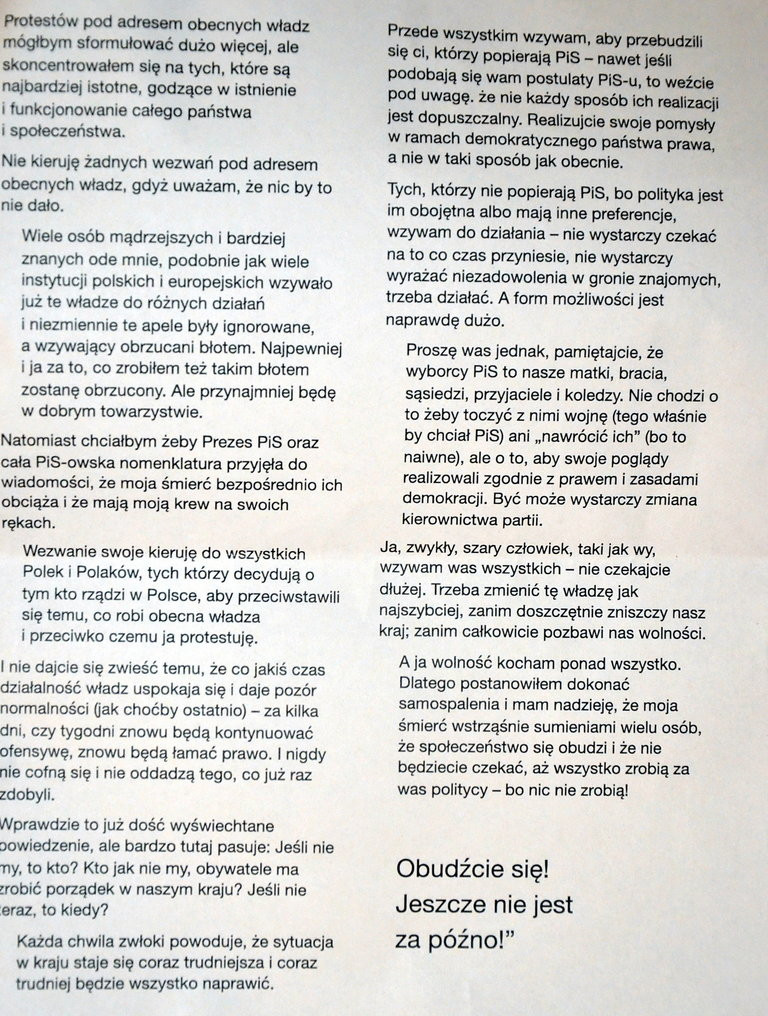 Protestów pod adresem obecnych władz
mógłbym sformułować dużo więcej, ale
skoncentrowałem się na tych, które są
najbardziej istotne, godzące w istnienie
i funkcjonowanie całego państwa
i społeczeństwa.
Nie kieruję żadnych wezwań pod adresem
obecnych władz, gdyż uważam, że nic by to
nie dało.
Wiele osób mądrzejszych i bardziej
znanych ode mnie, podobnie jak wiele
instytucji polskich i europejskich wzywało
już te władze do różnych działań
i niezmiennie te apele były ignorowane,
a wzywający obrzucani błotem. Najpewniej
i ja za to, co zrobiłem też takim błotem
zostanę obrzucony. Ale przynajmniej będę
w dobrym towarzystwie.
Natomiast chciałbym żeby Prezes PiS oraz
cała PiS-owska nomenklatura przyjęła do
wiadomości, że moja śmierć bezpośrednio ich
obciąża i że mają moją krew na swoich
rękach.
Wezwanie swoje kieruję do wszystkich
Polek i Polaków, tych którzy decydują o
tym kto rządzi w Polsce, aby przeciwstawili
się temu, co robi obecna władza
i przeciwko czemu ja protestuję.
I nie dajcie się zwieść temu, że co jakiś czas
działalność władz uspokaja się i daje pozór
normalności (jak choćby ostatnio) – za kilka
dni, czy tygodni znowu będą kontynuować
ofensywę, znowu będą łamać prawo. I nigdy
nie cofną się i nie oddadzą tego, co już raz
zdobyli.
Wprawdzie to już dość wyświechtane
powiedzenie, ale bardzo tutaj pasuje: Jeśli nie
my, to kto? Kto jak nie my, obywatele ma
zrobić porządek w naszym kraju? Jeśli nie
teraz, to kiedy?
Każda chwila zwłoki powoduje, że sytuacja
w kraju staje się coraz trudniejsza i coraz
trudniej będzie wszystko naprawić.
Przede wszystkim wzywam, aby przebudzili
się ci, którzy popierają PiS – nawet jeśli
podobają się wam postulaty PiS-u, to weźcie
pod uwagę. że nie każdy sposób ich realizacji
jest dopuszczalny. Realizujcie swoje pomysły
w ramach demokratycznego państwa prawa,
a nie w taki sposób jak obecnie.
Tych, którzy nie popierają PiS, bo polityka jest
im obojętna albo mają inne preferencje,
wzywam do działania – nie wystarczy czekać
na to co czas przyniesie, nie wystarczy
wyrażać niezadowolenia w gronie znajomych,
trzeba działać. A form możliwości jest
naprawdę dużo.
Proszę was jednak, pamiętajcie, że
wyborcy PiS to nasze matki, bracia,
sąsiedzi, przyjaciele i koledzy. Nie chodzi o
to żeby toczyć z nimi wojnę (tego właśnie
by chciał PiS) ani „nawrócić ich” (bo to
naiwne), ale o to, aby swoje poglądy
realizowali zgodnie z prawem i zasadami
demokracji. Być może wystarczy zmiana
kierownictwa partii.
Ja, zwykły, szary człowiek, taki jak wy,
wzywam was wszystkich – nie czekajcie
dłużej. Trzeba zmienić tę władzę jak
najszybciej, zanim doszczętnie zniszczy nasz
kraj; zanim całkowicie pozbawi nas wolności.
A ja wolność kocham ponad wszystko.
Dlatego postanowiłem dokonać
samospalenia i mam nadzieję, że moja
śmierć wstrząśnie sumieniami wielu osób,
że społeczeństwo się obudzi i że nie
będziecie czekać, aż wszystko zrobią za
was politycy – bo nic nie zrobią!
Obudźcie się!
Jeszcze nie jest
za późno!”